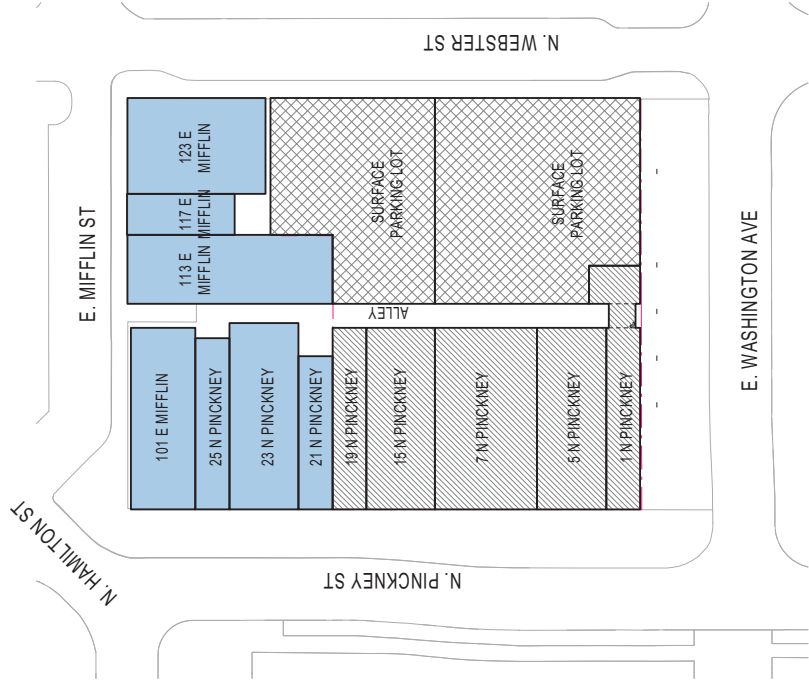 N. WEBSTER ST
E. MIFFLIN ST
123 E
MIFFLIN
117 E
MIFFLIN
113 E
MIFFLIN
SURFACE
PARKING LOT
SURFACE
PARKING LOT
ALLEY
E. WASHINGTON AVE
101 E MIFFLIN
25 N PINCKNEY
23 N PINCKNEY
21 N PINCKNEY
19 N PINCKNEY
15 N PINCKNEY
7 N PINCKNEY
5 N PINCKNEY
1 N PINCKNEY
N. HAMILTON ST
N. PINCKNEY ST